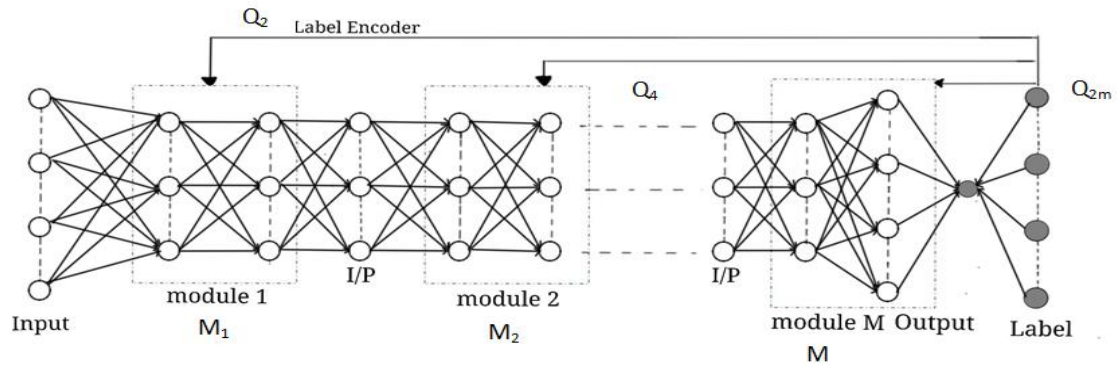 Q2
Label Encoder
Q4
Q2m
I/P
I/P
module 1
module 2
Input
module M Output
Label
M1
M2
M